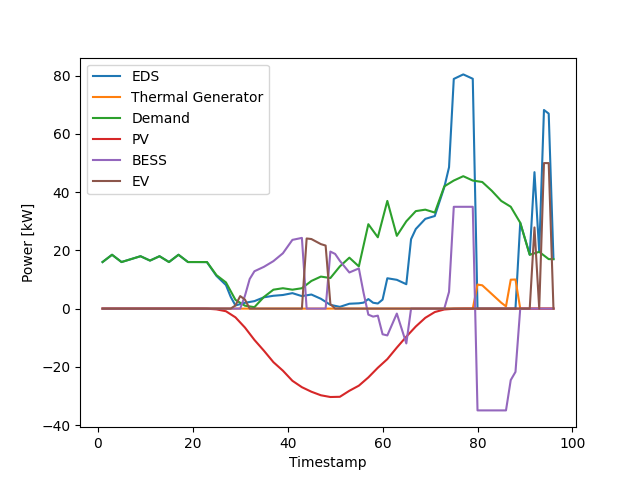 EDS
Thermal Generator
Demand
PV
BESS
EV
Power [kW]
80
60
40
20
0
−20
−40
0 20 40 60 80 100
Timestamp